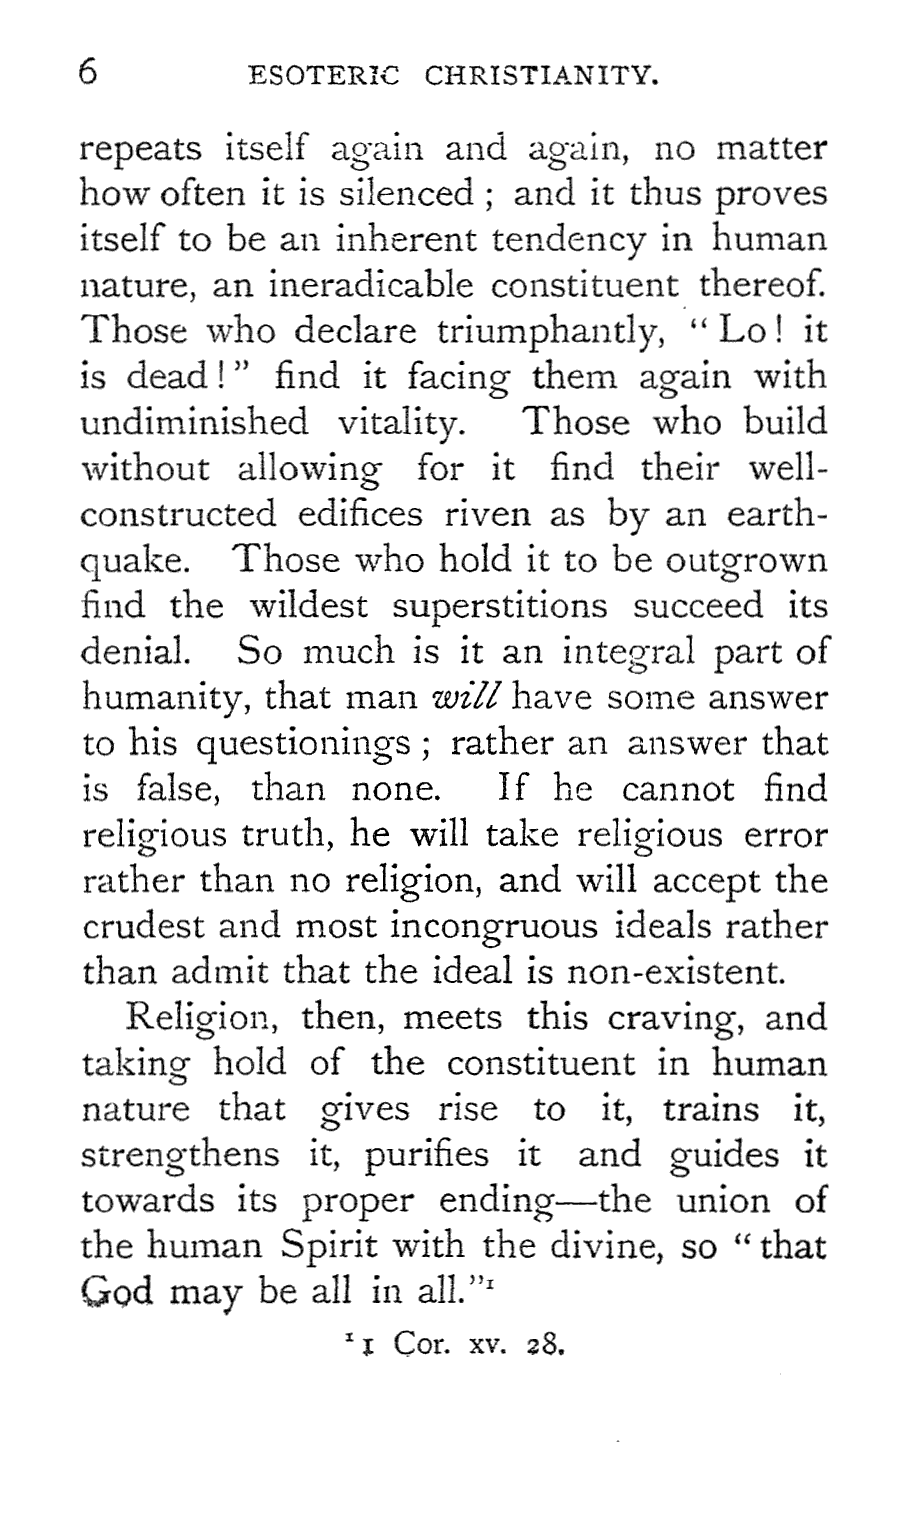 6 ESOTERIC CHRISTIANITY.
repeats itself again and again, no matter
how often it is silenced ; and it thus proves
itself to be an inherent tendency in human
nature, an ineradicable constituent thereof.
Those who declare triumphantly, “ Lo ! it
is dead ! ” find it facing them again with
undiminished vitality. Those who build
without allowing for it find their well-
constructed edifices riven as by an earth-
quake. Those who hold it to be outgrown
find the wildest superstitions succeed its
denial. So much is it an integral part of
humanity, that man will have some answer
to his questionings ; rather an answer that
is false, than none. If he cannot find
religious truth, he will take religious error
rather than no religion, and will accept the
crudest and most incongruous ideals rather
than admit that the ideal is non-existent.
Religion, then, meets this craving, and
taking hold of the constituent in human
nature that gives rise to it, trains it,
strengthens it, purifies it and guides it
towards its proper ending—the union of
the human Spirit with the divine, so “ that
God may be all in all.”¹
¹ 1 Cor. xv. 28.